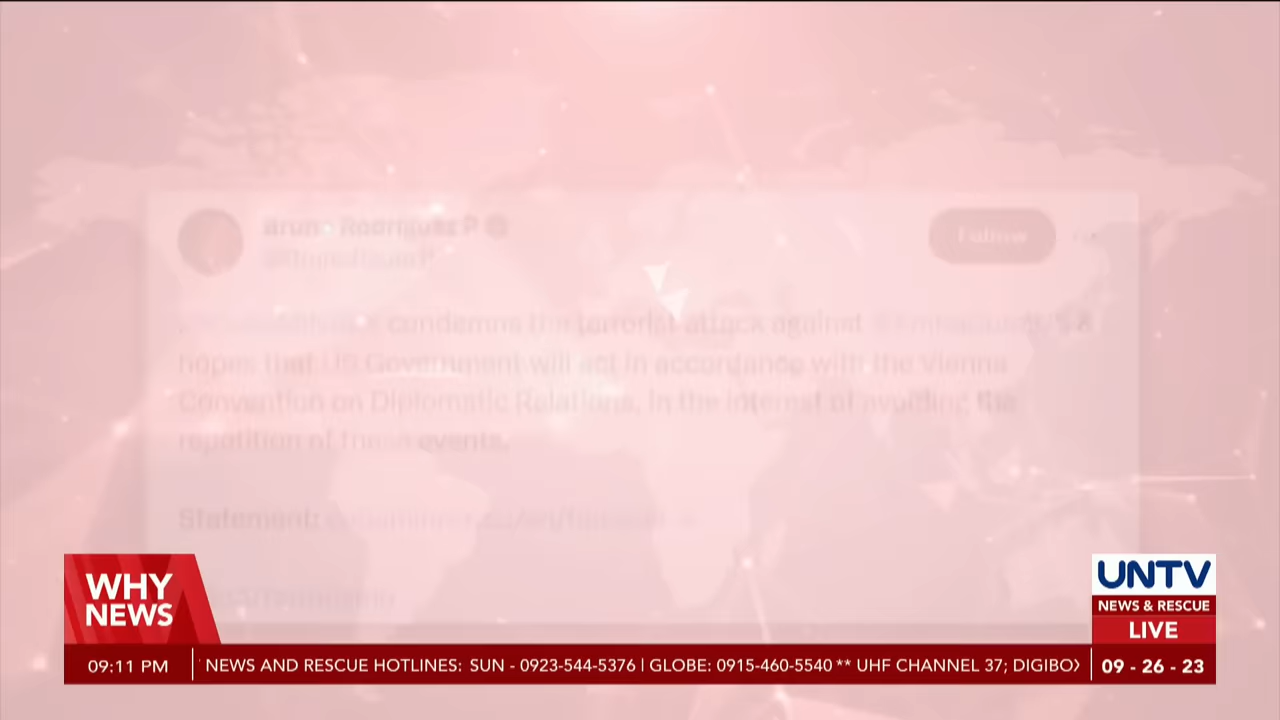 Bruno Rodríguez P
Follow
condemns the terrorist attack against
hopes that US Government will act in accordance with the Vienna
Convention on Diplomatic Relations, in the interest of avoiding the
repetition of these events.
Statement:
WHY
NEWS
UNTV
NEWS & RESCUE
LIVE
09:11 PM
NEWS AND RESCUE HOTLINES: SUN - 0923-544-5376 | GLOBE: 0915-460-5540 ** UHF CHANNEL 37; DIGIBOX
09 - 26 - 23